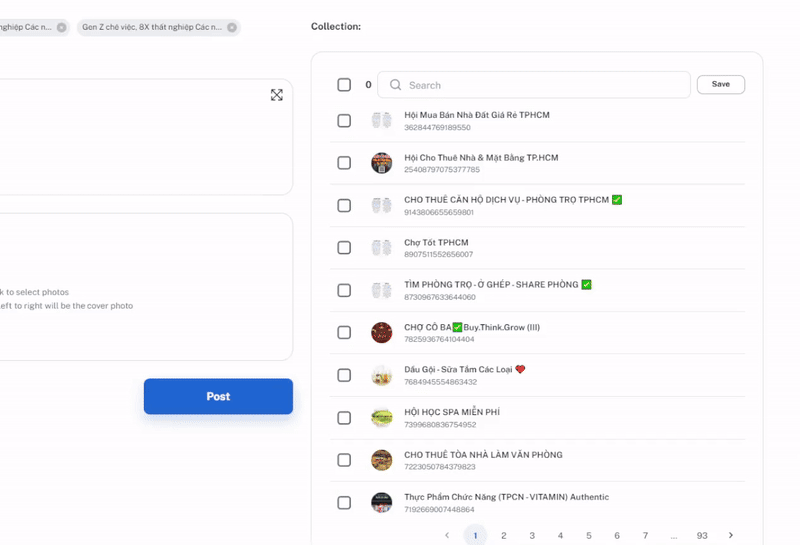 nghiệp Các n...
Gen Z chê việc, 8X thất nghiệp Các n...
Collection:
0
Search
Save
Hội Mua Bán Nhà Đất Giá Rẻ TPHCM
362844769189550
Hội Cho Thuê Nhà & Mặt Bằng TP.HCM
25408797075377785
CHO THUÊ CĂN HỘ DỊCH VỤ - PHÒNG TRỌ TPHCM ✅
9143806655659801
Chợ Tốt TPHCM
8907511552656007
TÌM PHÒNG TRỌ - Ở GHÉP - SHARE PHÒNG ✅
8730967633644060
k to select photos
eft to right will be the cover photo
CHỢ CÔ BA✅Buy.Think.Grow (III)
7825936764104404
Dầu Gội - Sữa Tắm Các Loại ❤️
7684945554863432
Post
HỘI HỌC SPA MIỄN PHÍ
7399680836754952
CHO THUÊ TÒA NHÀ LÀM VĂN PHÒNG
7223050784379823
Thực Phẩm Chức Năng (TPCN - VITAMIN) Authentic
7192669007448864
‹ 1 2 3 4 5 6 7 ... 93 ›